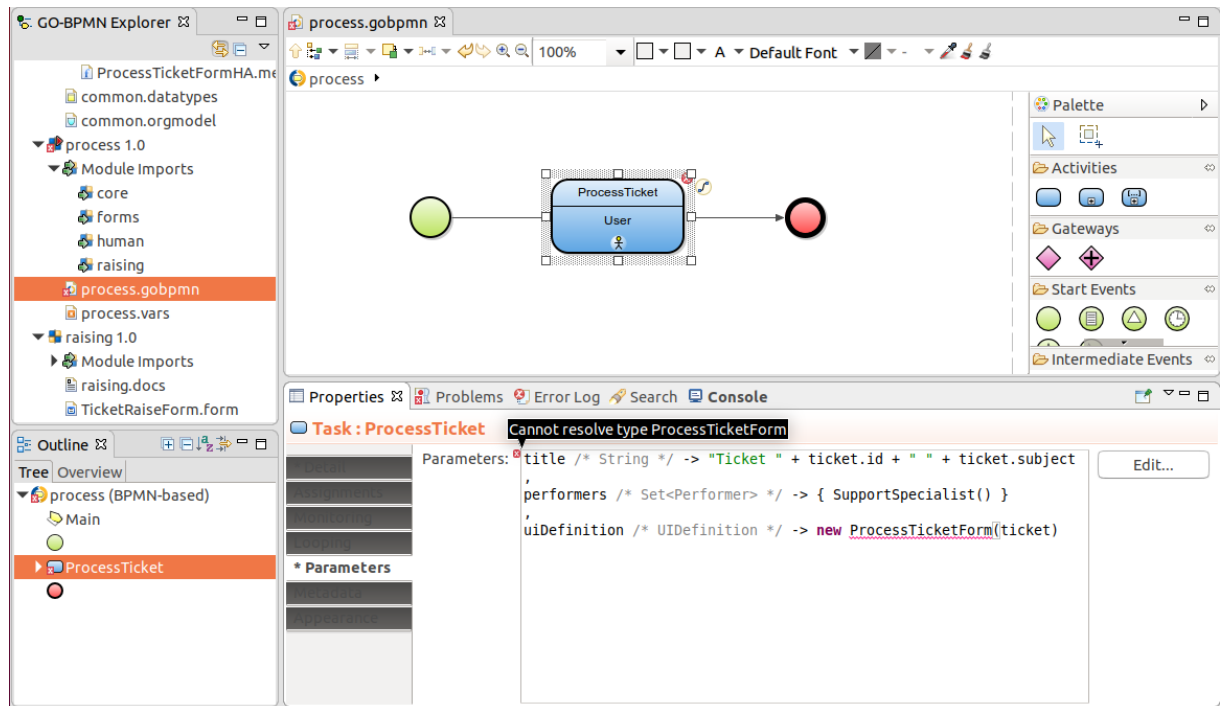 GO-BPMN Explorer
ProcessTicketFormHA.me
common.datatypes
common.orgmodel
process 1.0
Module Imports
core
forms
human
raising
process.gobpmn
process.vars
raising 1.0
Module Imports
raising.docs
TicketRaiseForm.form
Outline
Tree Overview
process (BPMN-based)
Main
ProcessTicket
process.gobpmn
100% A Default Font -
process
ProcessTicket
User
Palette
Activities
Gateways
Start Events
Intermediate Events
Properties Problems Error Log Search Console
Task : ProcessTicket
Cannot resolve type ProcessTicketForm
* Detail
Assignments
Monitoring
Looping
* Parameters
Metadata
Appearance
Parameters:
title /* String */ -> "Ticket " + ticket.id + " " + ticket.subject
,
performers /* Set<Performer> */ -> { SupportSpecialist() }
,
uiDefinition /* UIDefinition */ -> new ProcessTicketForm(ticket)
Edit...